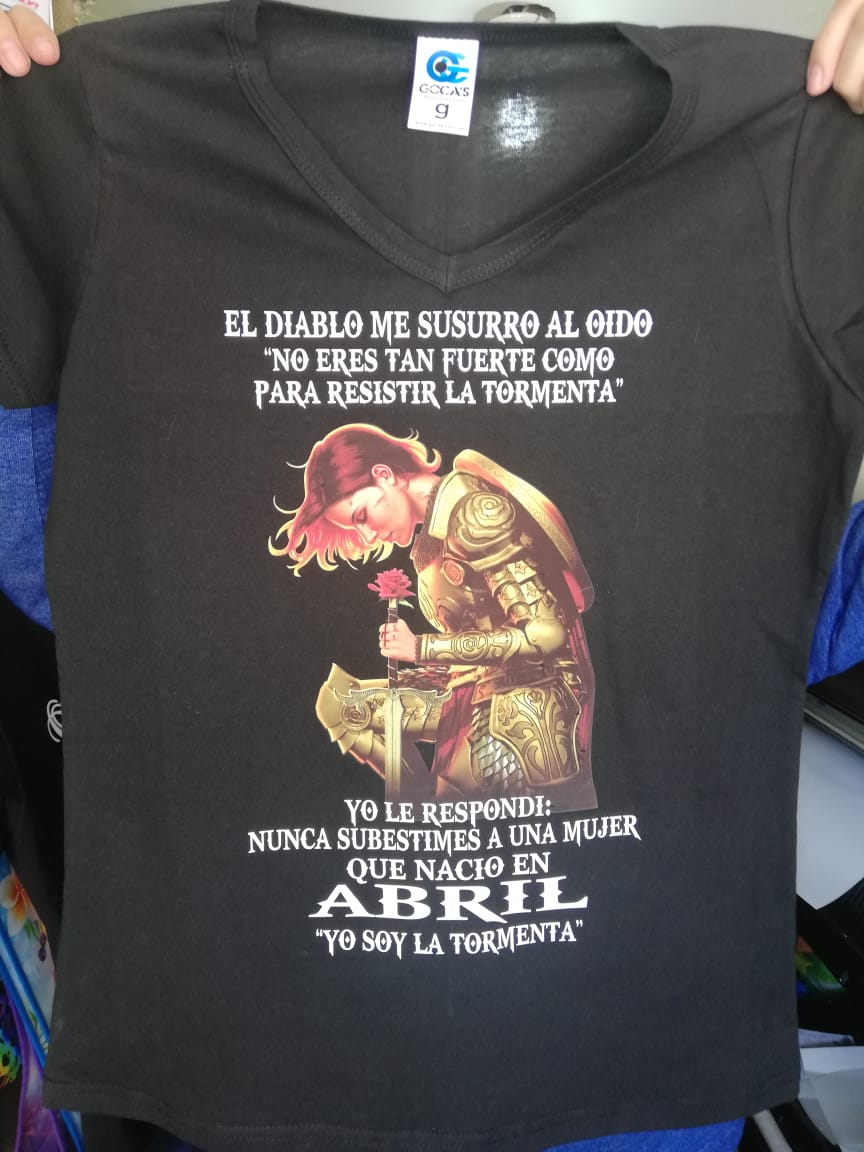 GOCA'S
g
EL DIABLO ME SUSURRO AL OIDO
“NO ERES TAN FUERTE COMO
PARA RESISTIR LA TORMENTA”
YO LE RESPONDI:
NUNCA SUBESTIMES A UNA MUJER
QUE NACIO EN
ABRIL
“YO SOY LA TORMENTA”